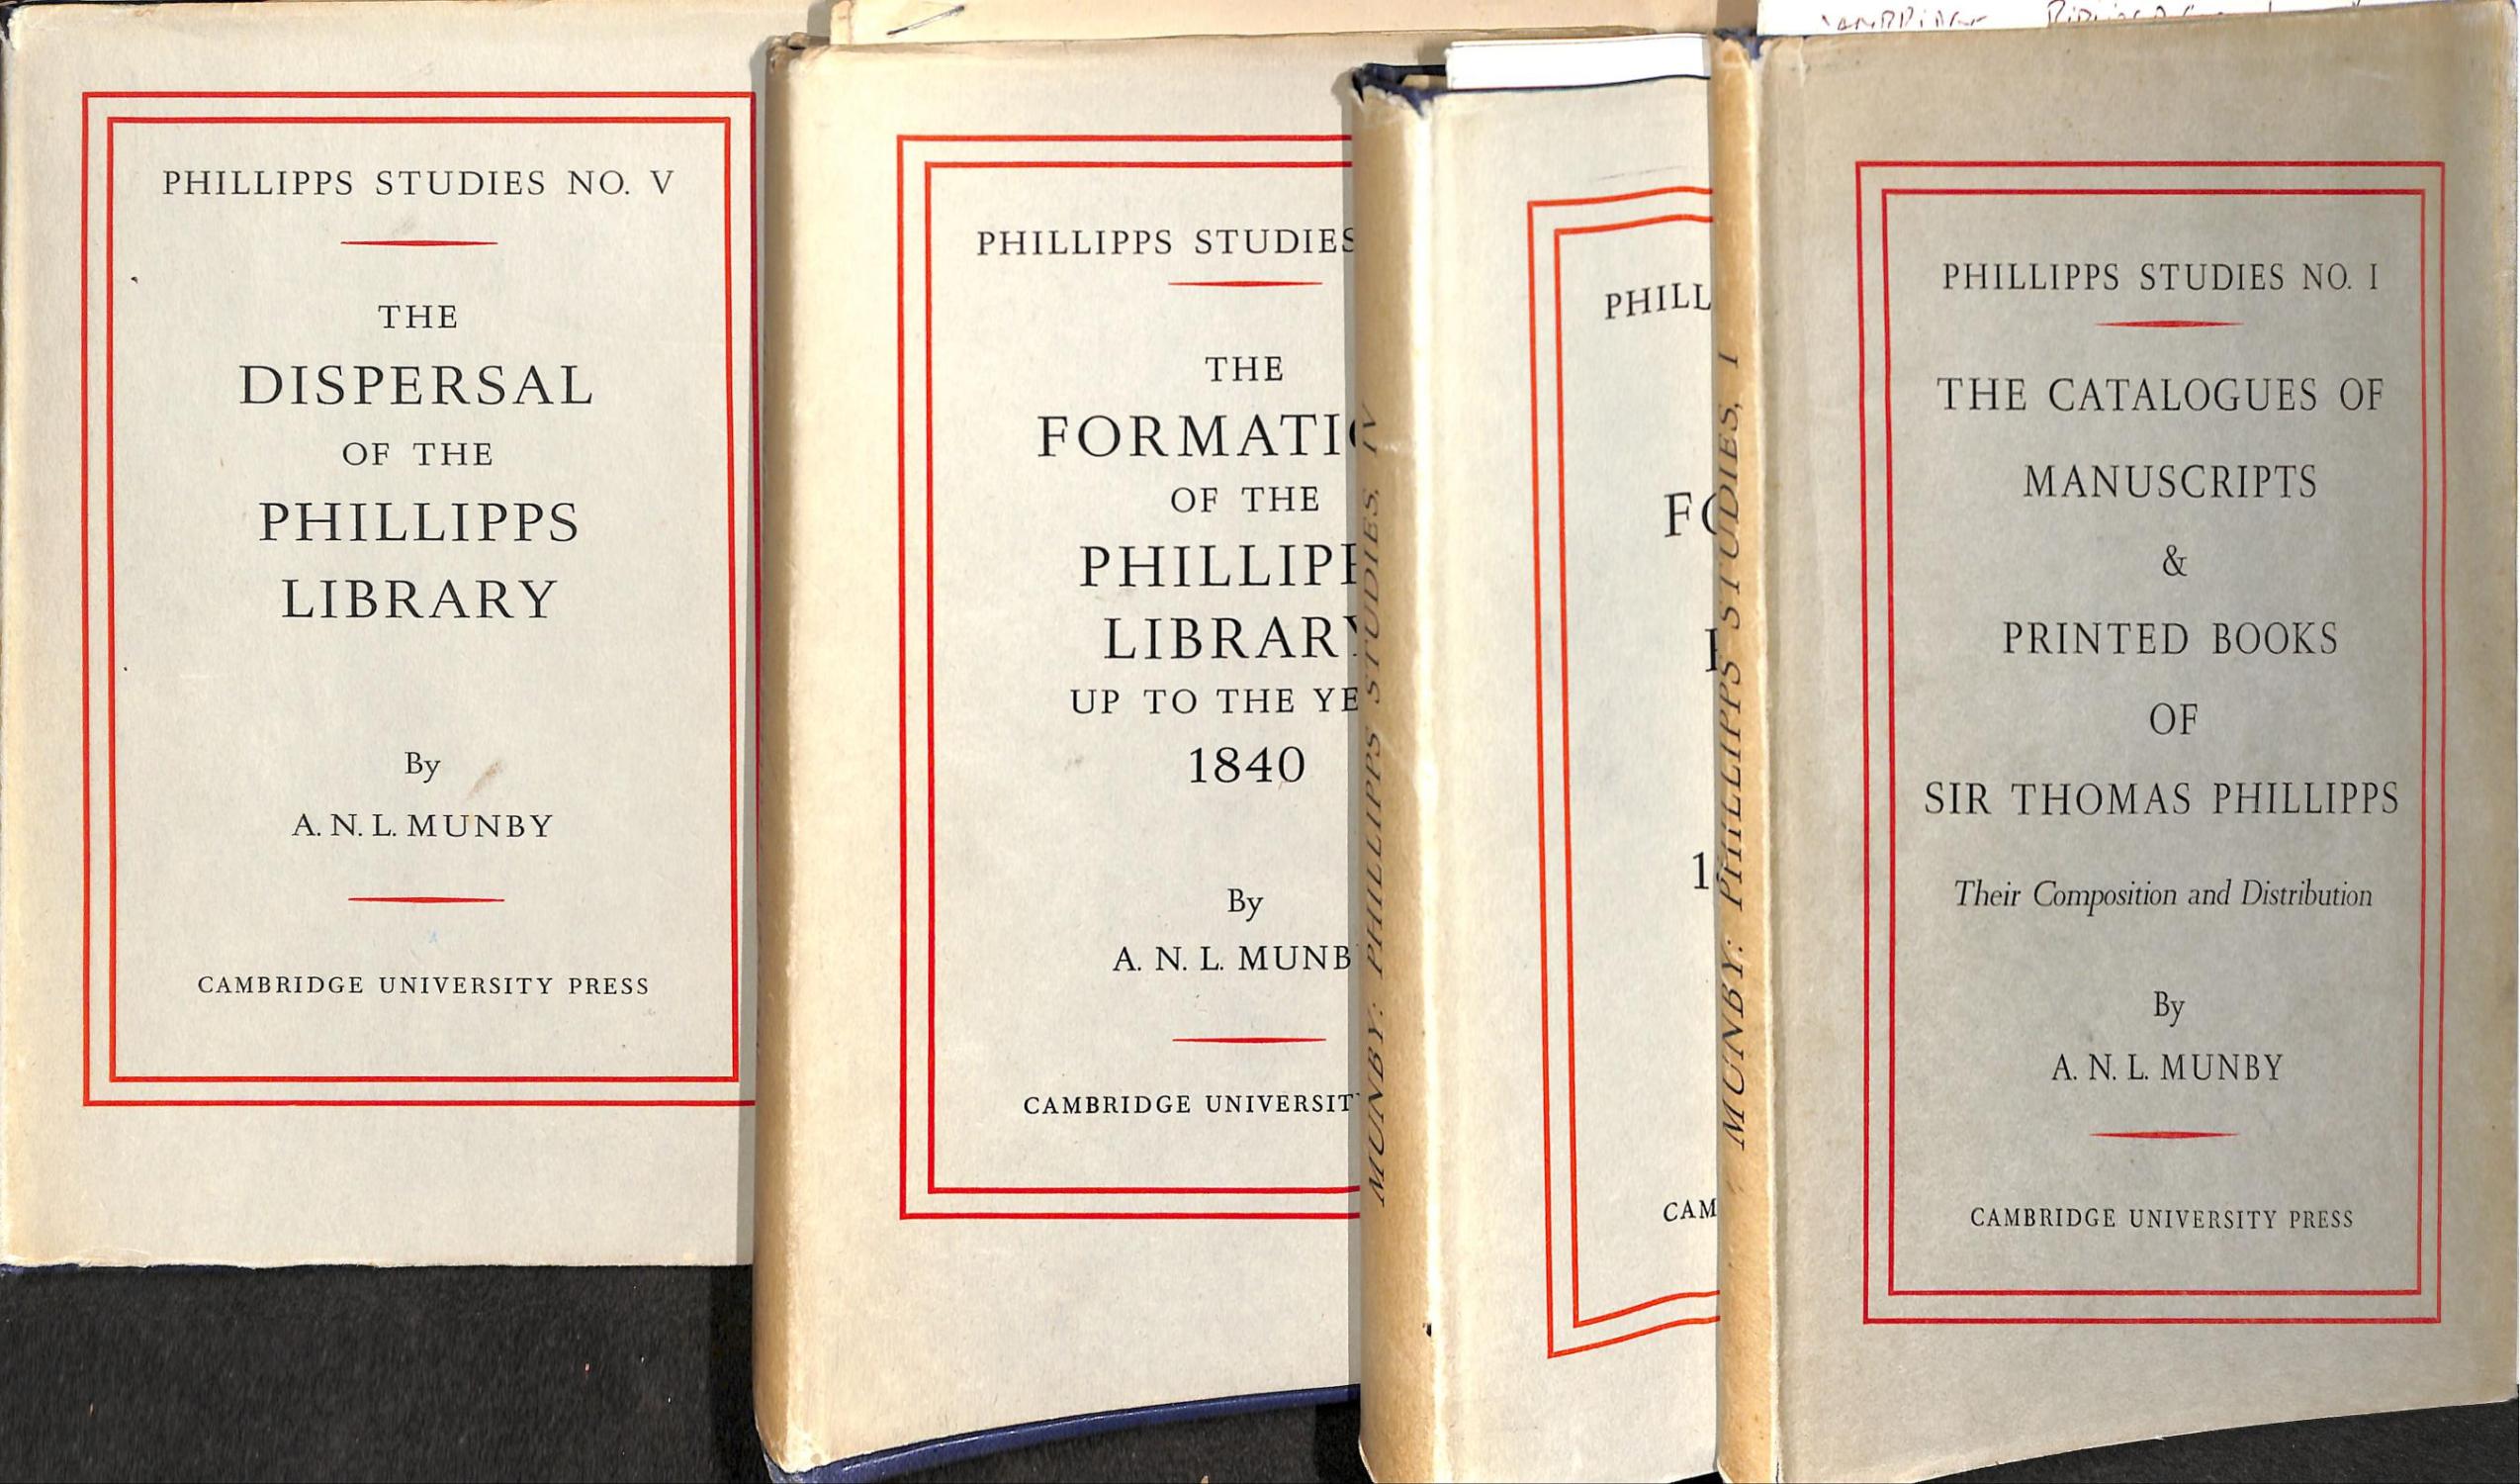 PHILLIPPS STUDIES NO. V
THE
DISPERSAL
OF THE
PHILLIPPS
LIBRARY
By
A. N. L. MUNBY
CAMBRIDGE UNIVERSITY PRESS
PHILLIPPS STUDIES
THE
FORMATIO
OF THE
PHILLIPP
LIBRARY
UP TO THE YE
1840
By
A. N. L. MUNB
CAMBRIDGE UNIVERSIT
MUNBY: PHILLIPPS STUDIES, IV
PHILL
FO
1
CAM
MUNBY: PHILLIPPS STUDIES, I
PHILLIPPS STUDIES NO. I
THE CATALOGUES OF
MANUSCRIPTS
&
PRINTED BOOKS
OF
SIR THOMAS PHILLIPPS
Their Composition and Distribution
By
A. N. L. MUNBY
CAMBRIDGE UNIVERSITY PRESS